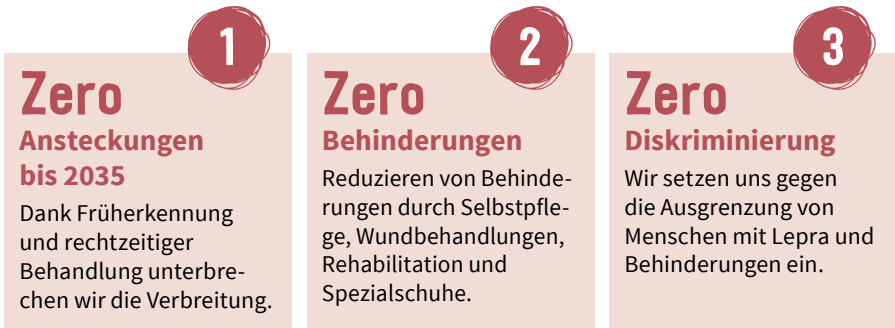 1
Zero
Ansteckungen
bis 2035
Dank Früherkennung
und rechtzeitiger
Behandlung unterbre-
chen wir die Verbreitung.
2
Zero
Behinderungen
Reduzieren von Behinde-
rungen durch Selbstpfle-
ge, Wundbehandlungen,
Rehabilitation und
Spezialschuhe.
3
Zero
Diskriminierung
Wir setzen uns gegen
die Ausgrenzung von
Menschen mit Lepra und
Behinderungen ein.